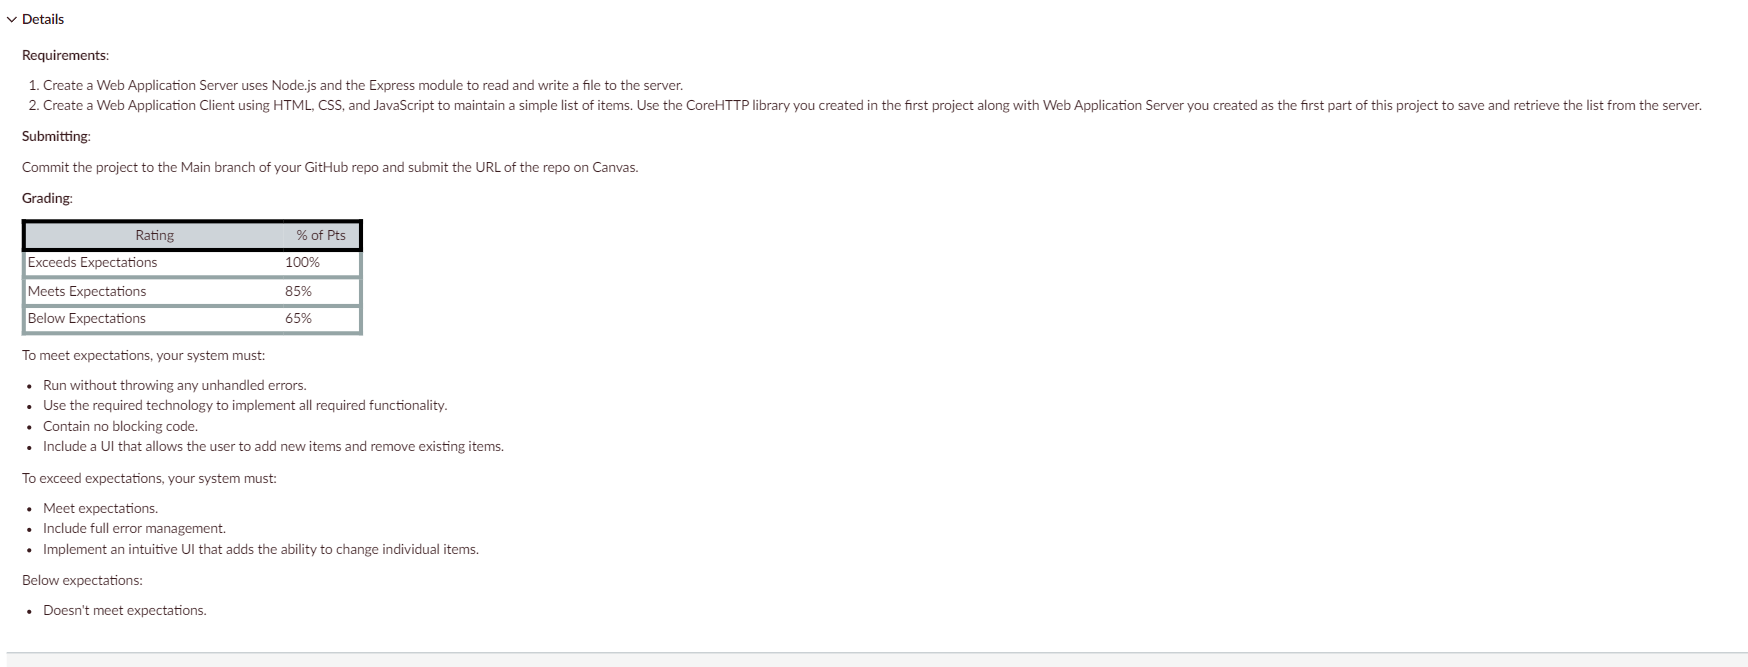 Details
Requirements:
1. Create a Web Application Server uses Node.js and the Express module to read and write a file to the server.
2. Create a Web Application Client using HTML, CSS, and JavaScript to maintain a simple list of items. Use the CoreHTTP library you created in the first project along with Web Application Server you created as the first part of this project to save and retrieve the list from the server.
Submitting:
Commit the project to the Main branch of your GitHub repo and submit the URL of the repo on Canvas.
Grading:
Rating % of Pts
Exceeds Expectations 100%
Meets Expectations 85%
Below Expectations 65%
To meet expectations, your system must:
• Run without throwing any unhandled errors.
• Use the required technology to implement all required functionality.
• Contain no blocking code.
• Include a UI that allows the user to add new items and remove existing items.
To exceed expectations, your system must:
• Meet expectations.
• Include full error management.
• Implement an intuitive UI that adds the ability to change individual items.
Below expectations:
• Doesn't meet expectations.